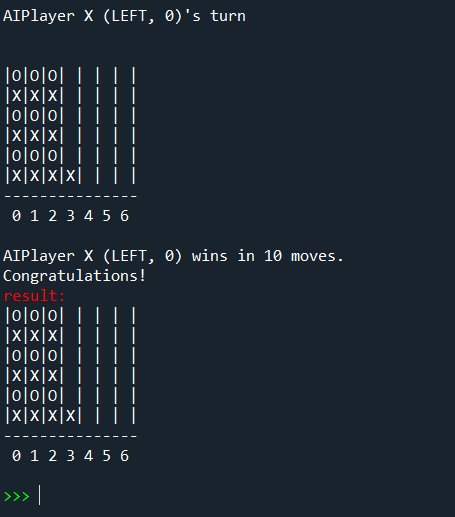 AIPlayer X (LEFT, 0)'s turn
|O|O|O| | | | |
|X|X|X| | | | |
|O|O|O| | | | |
|X|X|X| | | | |
|O|O|O| | | | |
|X|X|X|X| | | |
---------------
 0 1 2 3 4 5 6
AIPlayer X (LEFT, 0) wins in 10 moves.
Congratulations!
result:
|O|O|O| | | | |
|X|X|X| | | | |
|O|O|O| | | | |
|X|X|X| | | | |
|O|O|O| | | | |
|X|X|X|X| | | |
---------------
 0 1 2 3 4 5 6
>>>